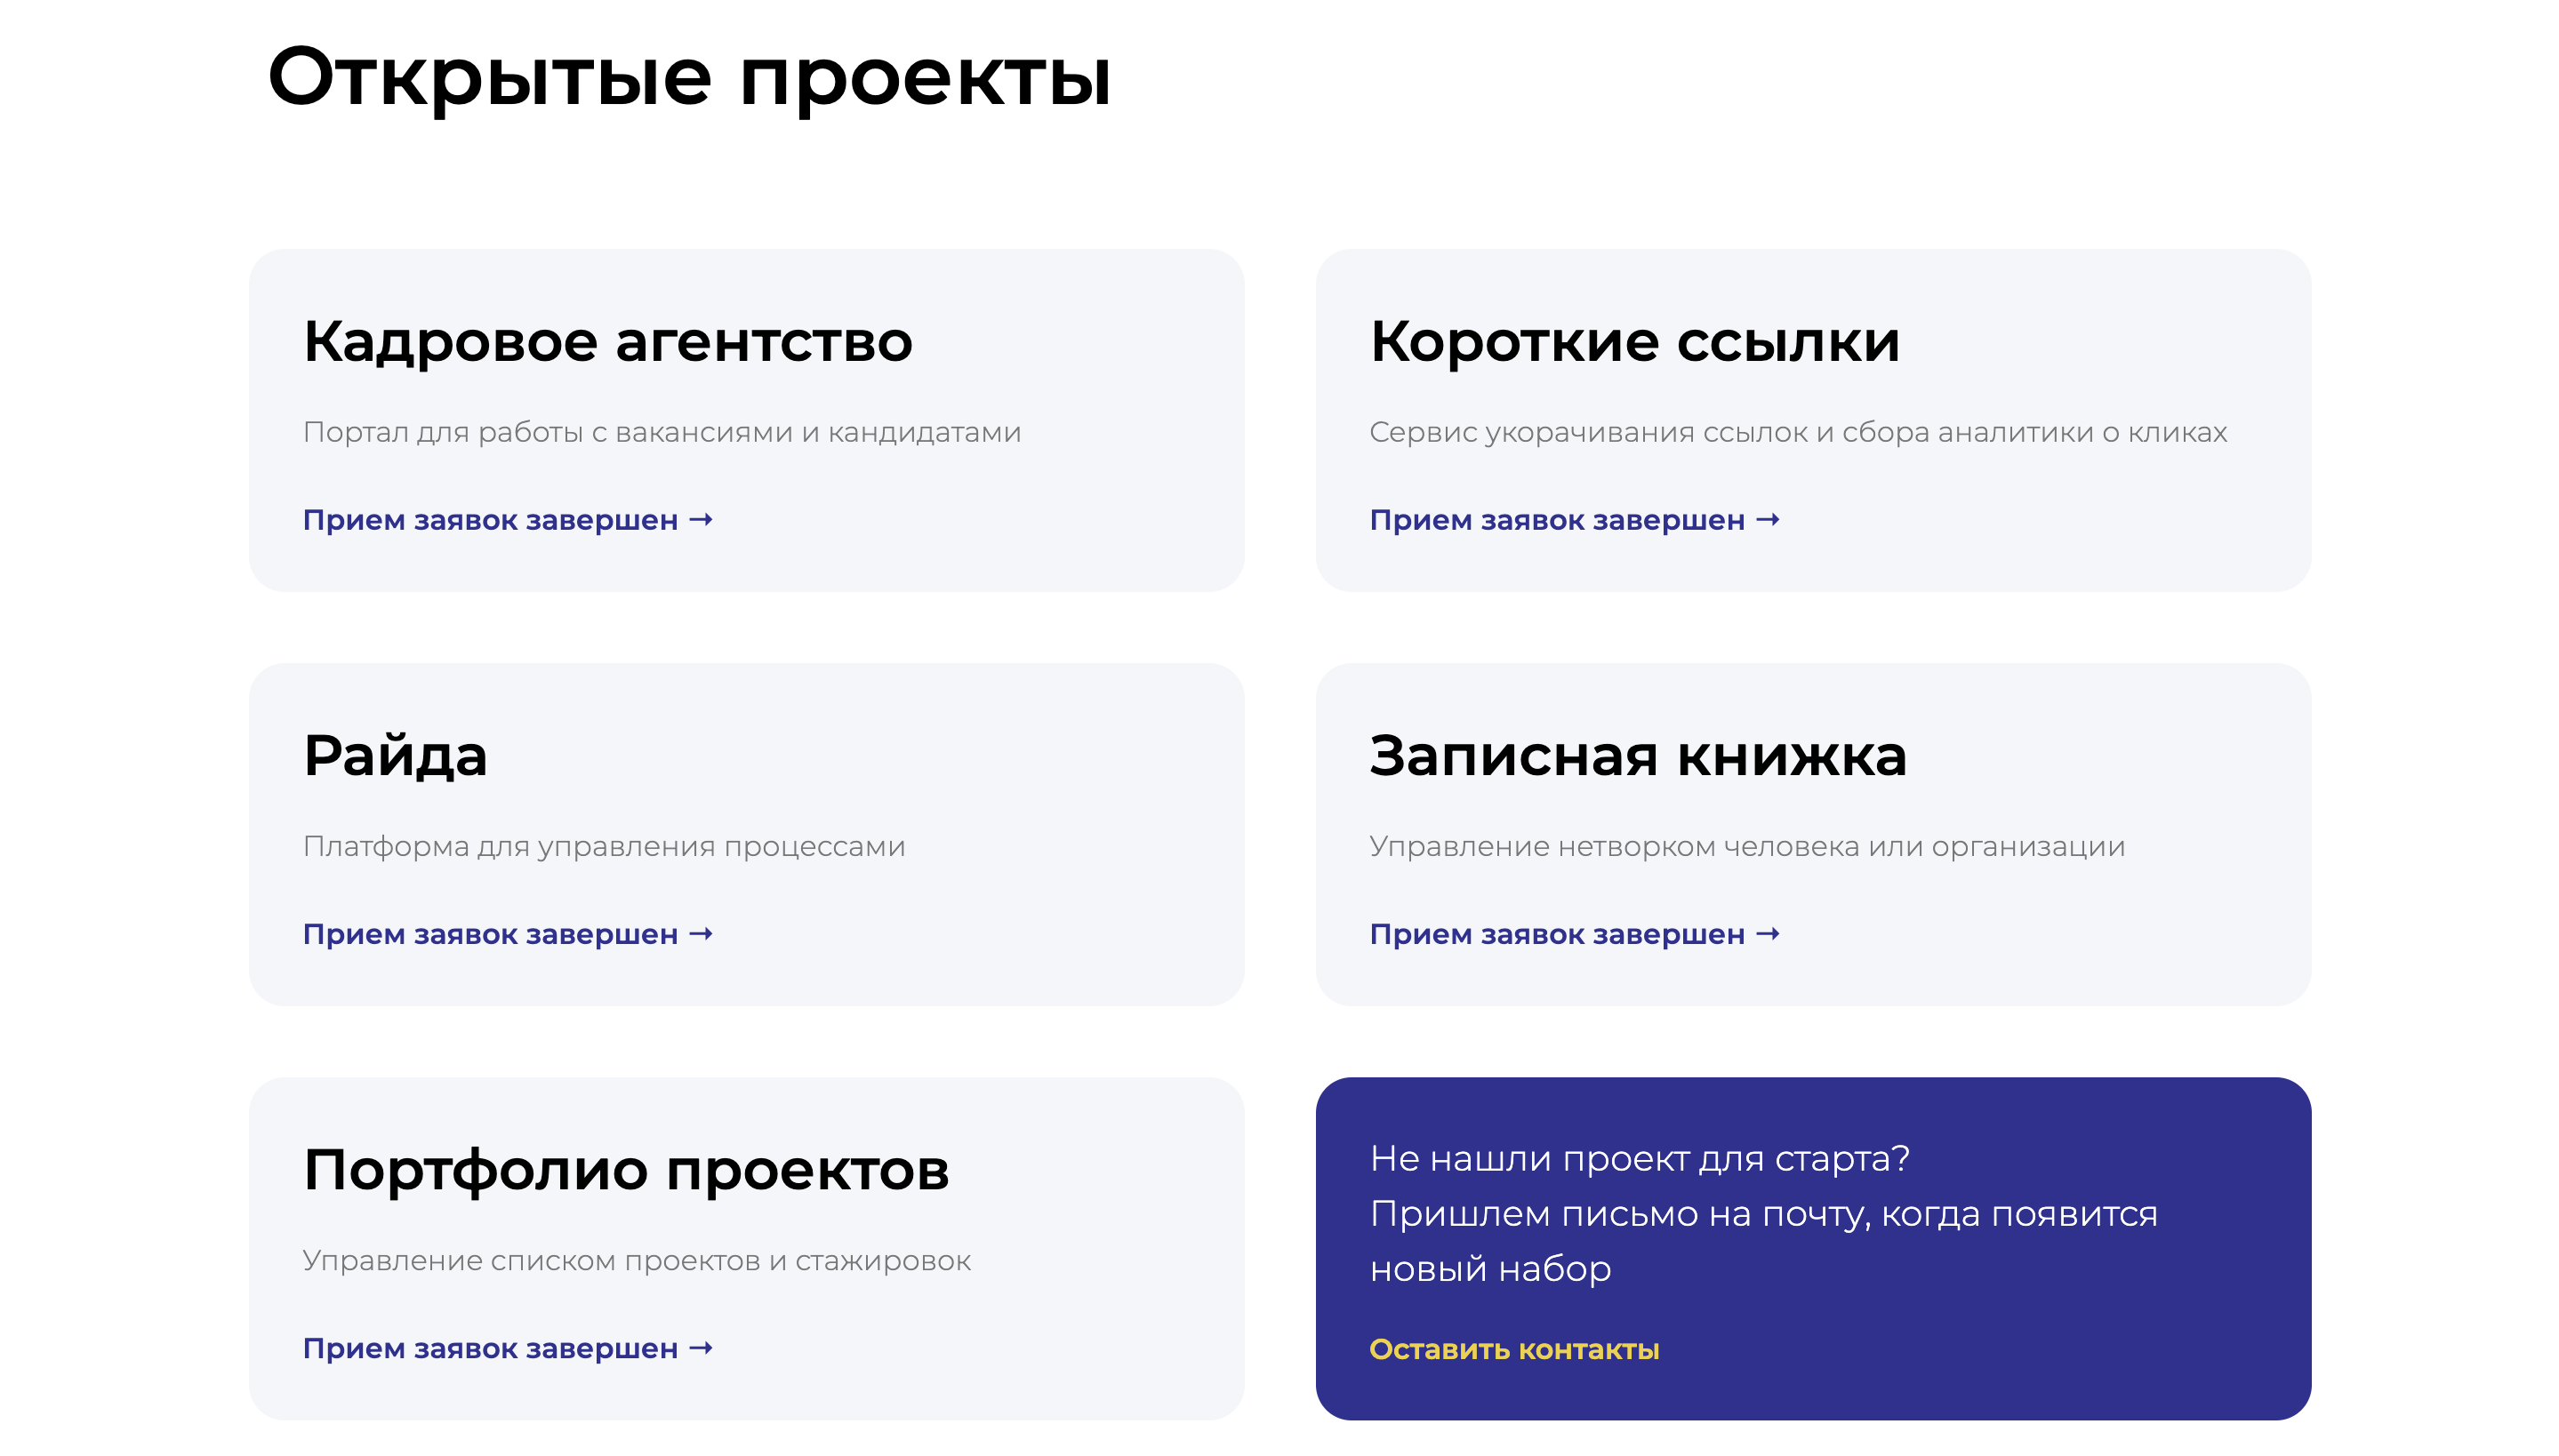 Открытые проекты
Кадровое агентство
Портал для работы с вакансиями и кандидатами
Прием заявок завершен →
Короткие ссылки
Сервис укорачивания ссылок и сбора аналитики о кликах
Прием заявок завершен →
Райда
Платформа для управления процессами
Прием заявок завершен →
Записная книжка
Управление нетворком человека или организации
Прием заявок завершен →
Портфолио проектов
Управление списком проектов и стажировок
Прием заявок завершен →
Не нашли проект для старта?
Пришлем письмо на почту, когда появится
новый набор
Оставить контакты